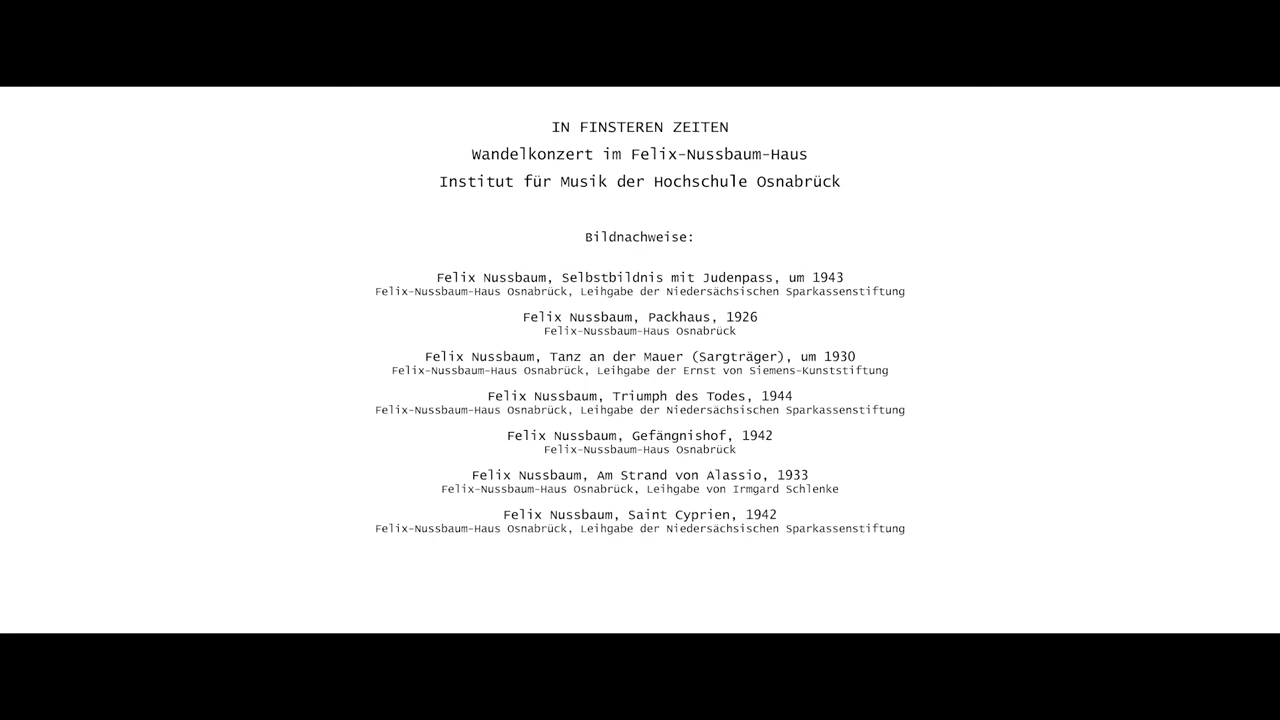 IN FINSTEREN ZEITEN
Wandelkonzert im Felix-Nussbaum-Haus
Institut für Musik der Hochschule Osnabrück
Bildnachweise:
Felix Nussbaum, Selbstbildnis mit Judenpass, um 1943
Felix-Nussbaum-Haus Osnabrück, Leihgabe der Niedersächsischen Sparkassenstiftung
Felix Nussbaum, Packhaus, 1926
Felix-Nussbaum-Haus Osnabrück
Felix Nussbaum, Tanz an der Mauer (Sargträger), um 1930
Felix-Nussbaum-Haus Osnabrück, Leihgabe der Ernst von Siemens-Kunststiftung
Felix Nussbaum, Triumph des Todes, 1944
Felix-Nussbaum-Haus Osnabrück, Leihgabe der Niedersächsischen Sparkassenstiftung
Felix Nussbaum, Gefängnishof, 1942
Felix-Nussbaum-Haus Osnabrück
Felix Nussbaum, Am Strand von Alassio, 1933
Felix-Nussbaum-Haus Osnabrück, Leihgabe von Irmgard Schlenke
Felix Nussbaum, Saint Cyprien, 1942
Felix-Nussbaum-Haus Osnabrück, Leihgabe der Niedersächsischen Sparkassenstiftung